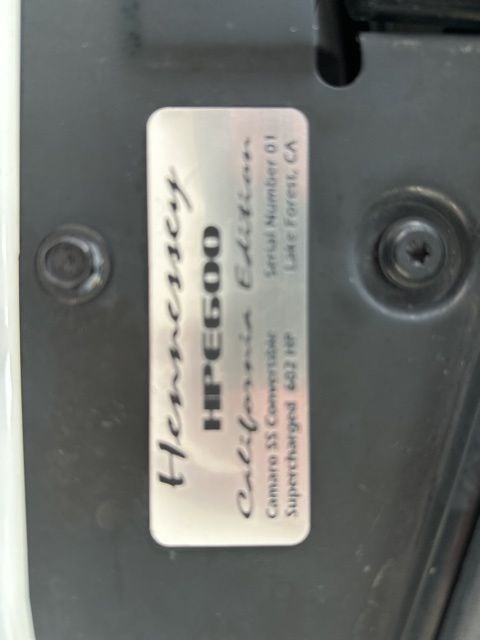 Hennessey
HPE600
California Edition
Camaro SS Convertible Serial Number 01
Supercharged 602 HP Lake Forest, CA